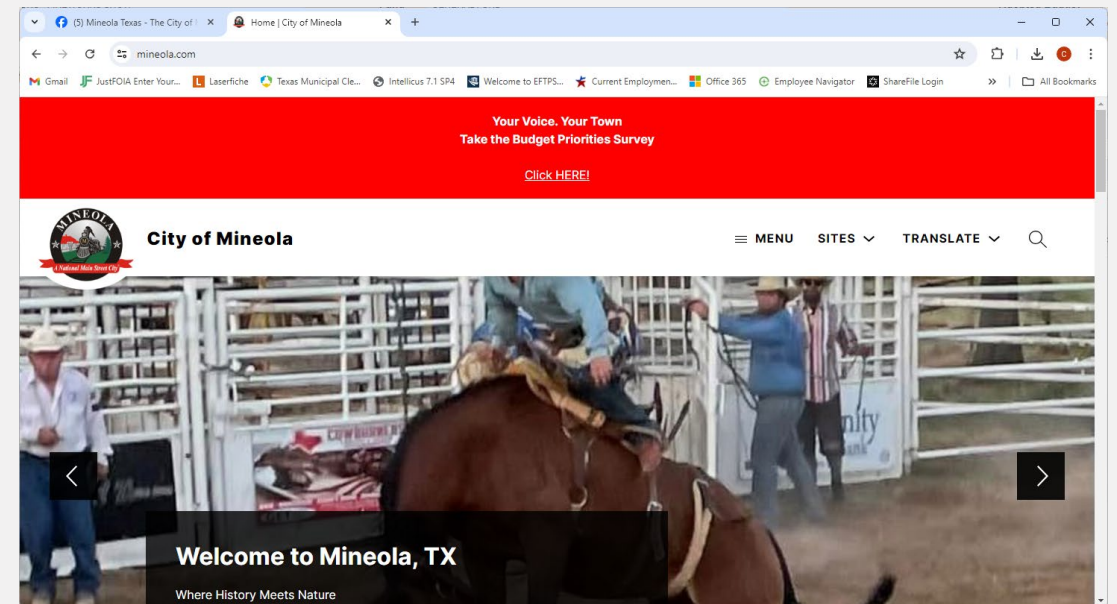 (5) Mineola Texas - The City of
Home | City of Mineola
mineola.com
Gmail
JustFOIA Enter Your...
Laserfiche
Texas Municipal Cle...
Intellicus 7.1 SP4
Welcome to EFTPS...
Current Employmen...
Office 365
Employee Navigator
ShareFile Login
All Bookmarks
Your Voice. Your Town
Take the Budget Priorities Survey
Click HERE!
MINEOLA
A National Main Street City
City of Mineola
MENU
SITES
TRANSLATE
Welcome to Mineola, TX
Where History Meets Nature